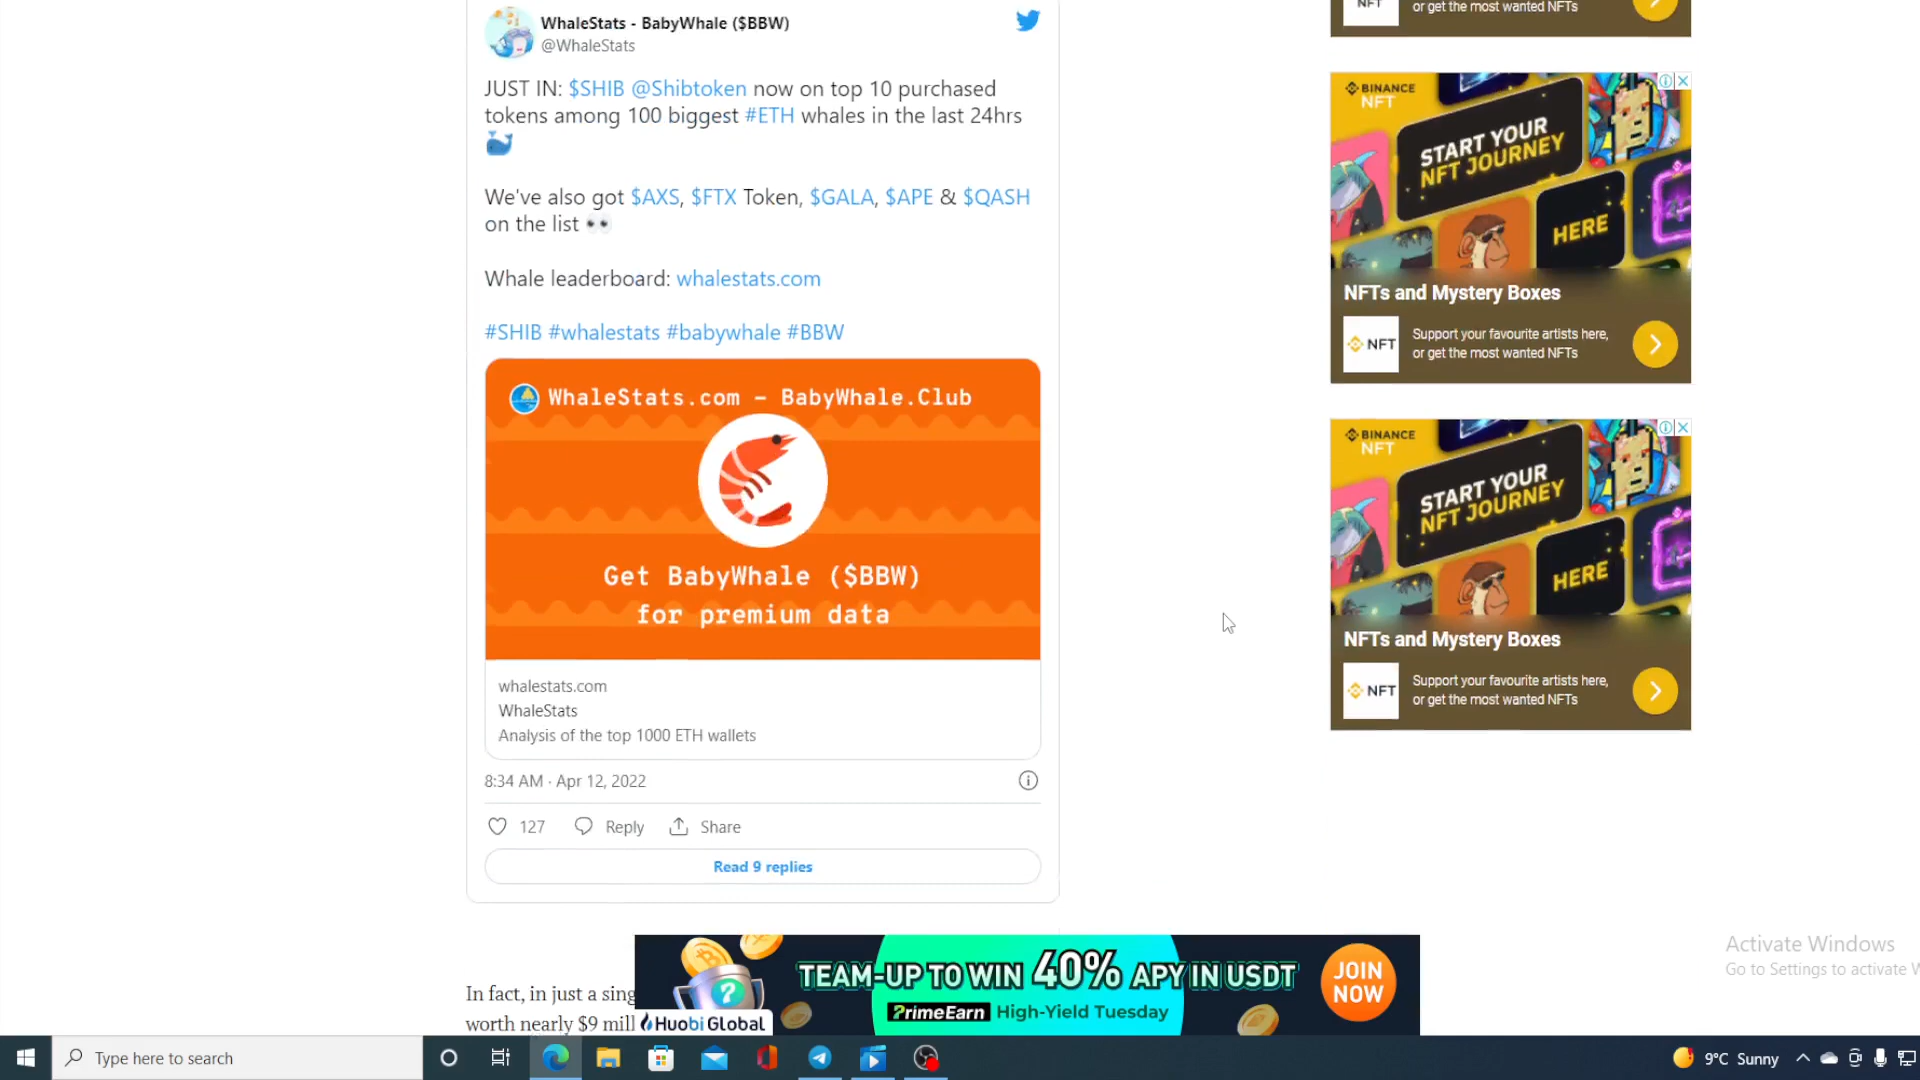 WhaleStats - BabyWhale ($BBW)
@WhaleStats
JUST IN: $SHIB @Shibtoken now on top 10 purchased
tokens among 100 biggest #ETH whales in the last 24hrs
We've also got $AXS, $FTX Token, $GALA, $APE & $QASH
on the list
Whale leaderboard: whalestats.com
#SHIB #whalestats #babywhale #BBW
WhaleStats.com - BabyWhale.Club
Get BabyWhale ($BBW)
for premium data
whalestats.com
WhaleStats
Analysis of the top 1000 ETH wallets
8:34 AM · Apr 12, 2022
127
Reply
Share
Read 9 replies
In fact, in just a sing
worth nearly $9 mill
NFT
or get the most wanted NFTs
BINANCE
NFT
START YOUR
NFT JOURNEY
HERE
NFTs and Mystery Boxes
NFT
Support your favourite artists here,
or get the most wanted NFTs
BINANCE
NFT
START YOUR
NFT JOURNEY
HERE
NFTs and Mystery Boxes
NFT
Support your favourite artists here,
or get the most wanted NFTs
TEAM-UP TO WIN 40% APY IN USDT
PrimeEarn High-Yield Tuesday
JOIN
NOW
Huobi Global
Activate Windows
Go to Settings to activate W
Type here to search
9°C Sunny